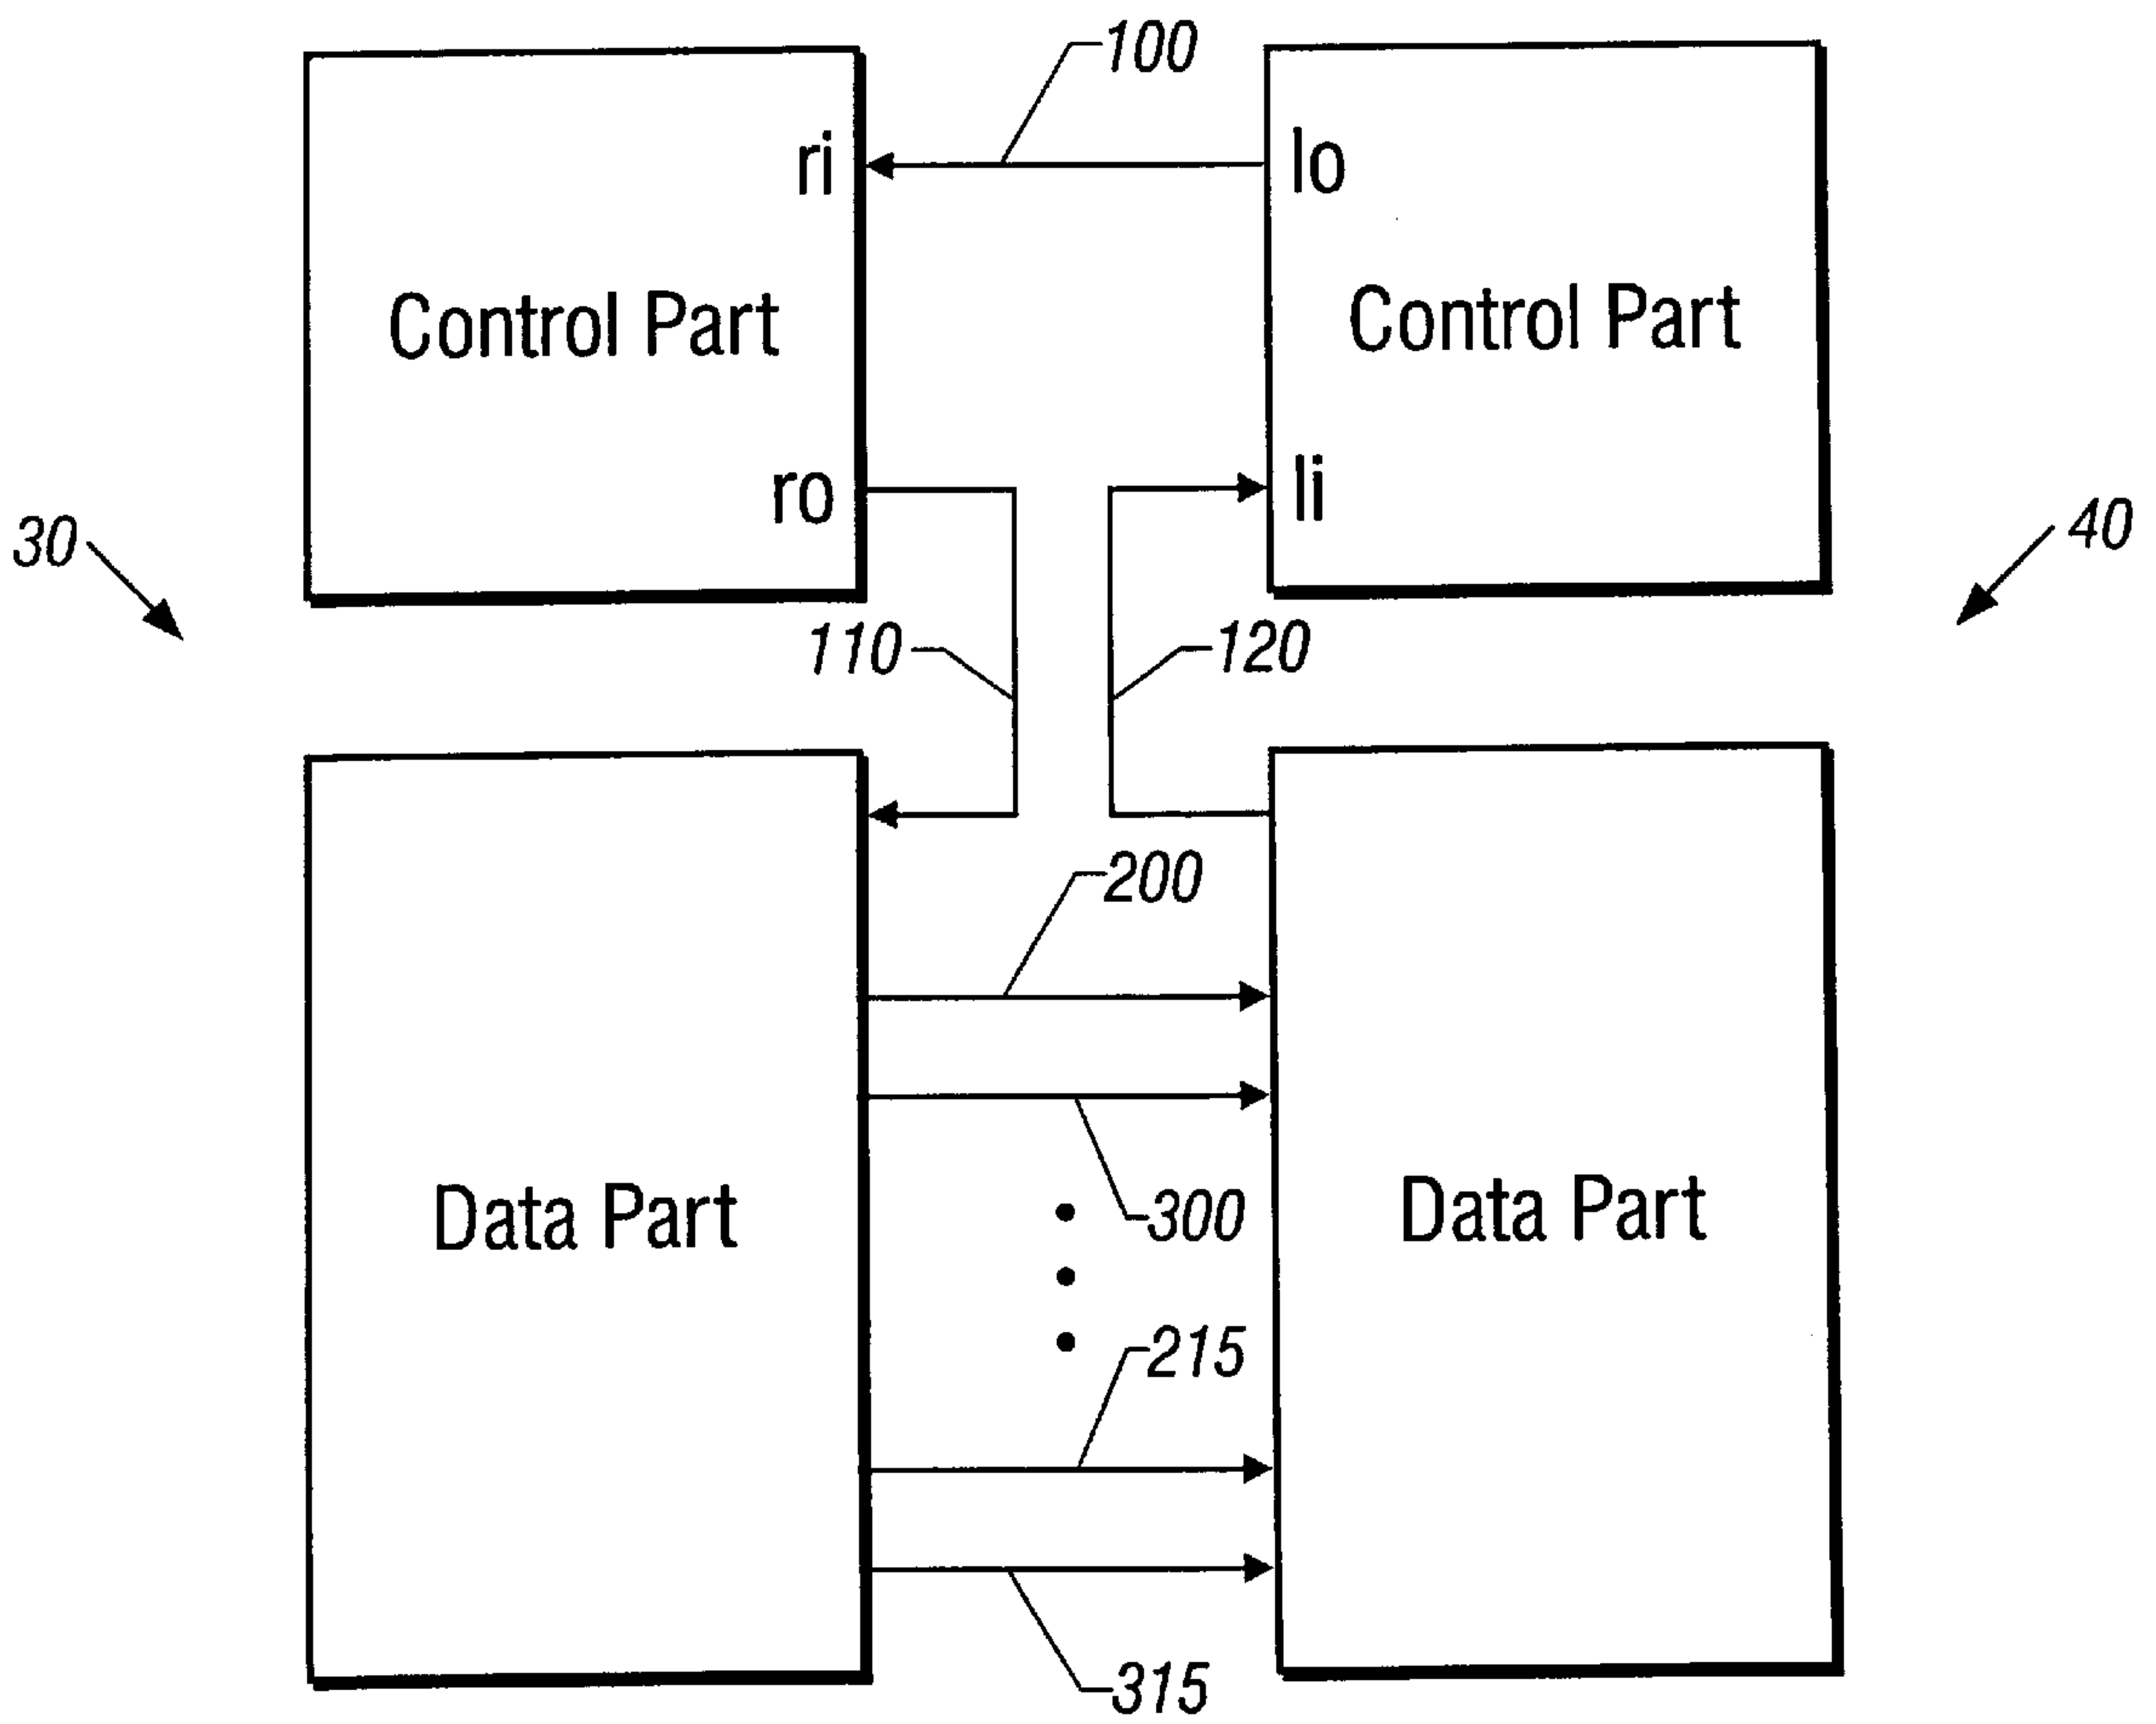 100
ri
lo
Control Part
Control Part
ro
li
30
40
110
120
200
Data Part
300
Data Part
215
315